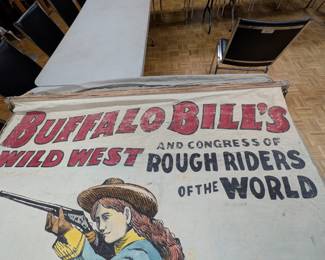 BUFFALO BILL'S
WILD WEST AND CONGRESS OF
ROUGH RIDERS
OF THE WORLD